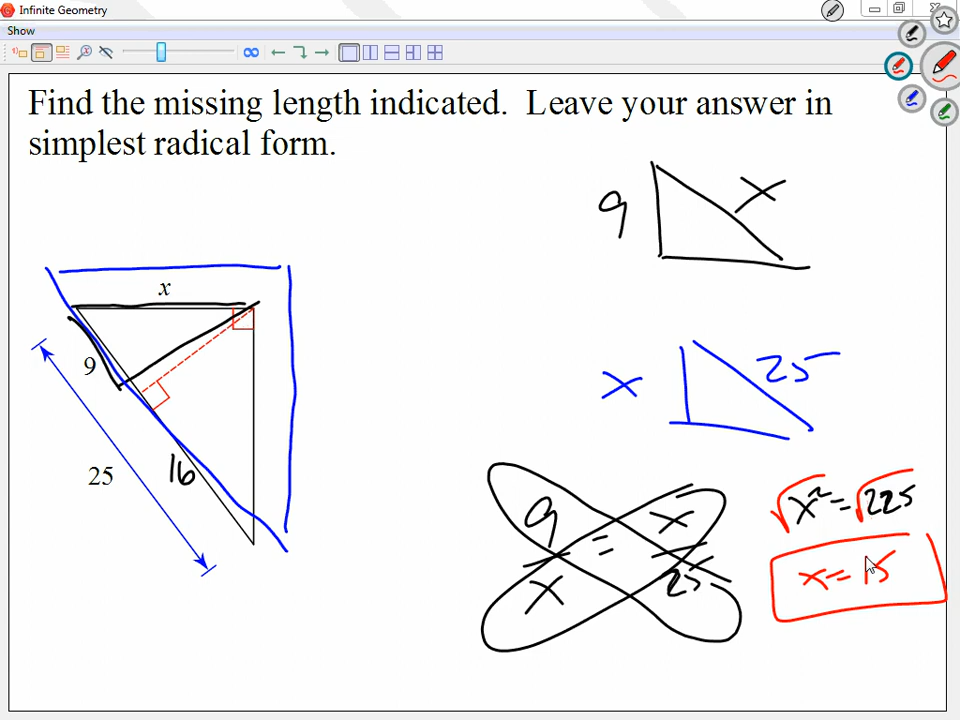 Infinite Geometry
Show
Find the missing length indicated. Leave your answer in
simplest radical form.
9
x
x
9
25
16
x
25
9
x
=
x
25
√x² = √225
x = 15